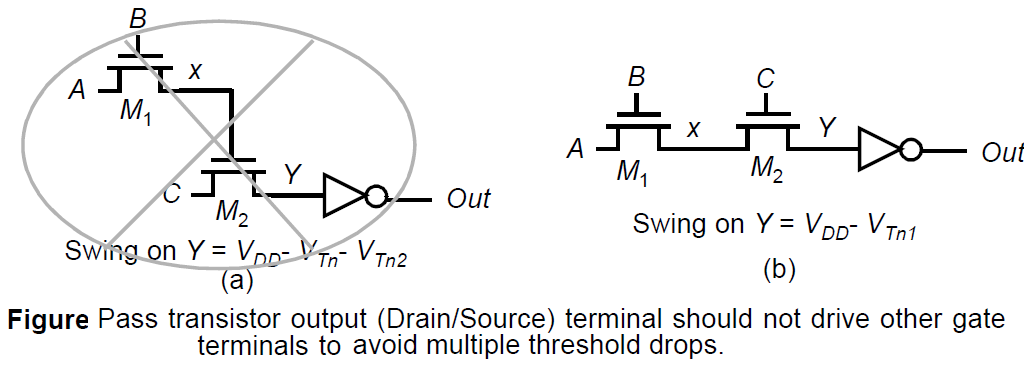 B
A
x
M1
C
Y
M2
Out
Swing on Y = VDD- VTn- VTn2
(a)
B
C
A
x
Y
M1
M2
Out
Swing on Y = VDD- VTn1
(b)
Figure Pass transistor output (Drain/Source) terminal should not drive other gate
terminals to avoid multiple threshold drops.